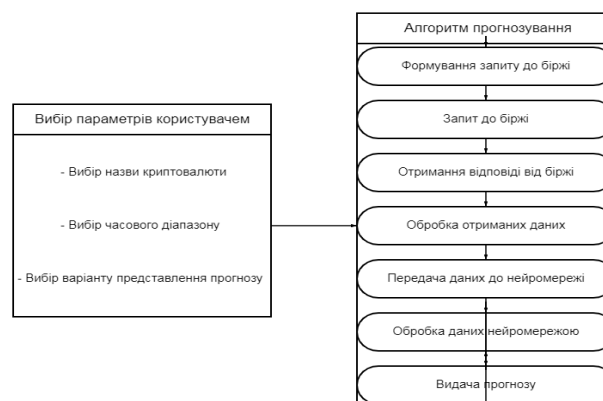 Вибір параметрів користувачем
- Вибір назви криптовалюти
- Вибір часового діапазону
- Вибір варіанту представлення прогнозу
Алгоритм прогнозування
Формування запиту до біржі
Запит до біржі
Отримання відповіді від біржі
Обробка отриманих даних
Передача даних до нейромережі
Обробка даних нейромережою
Видача прогнозу